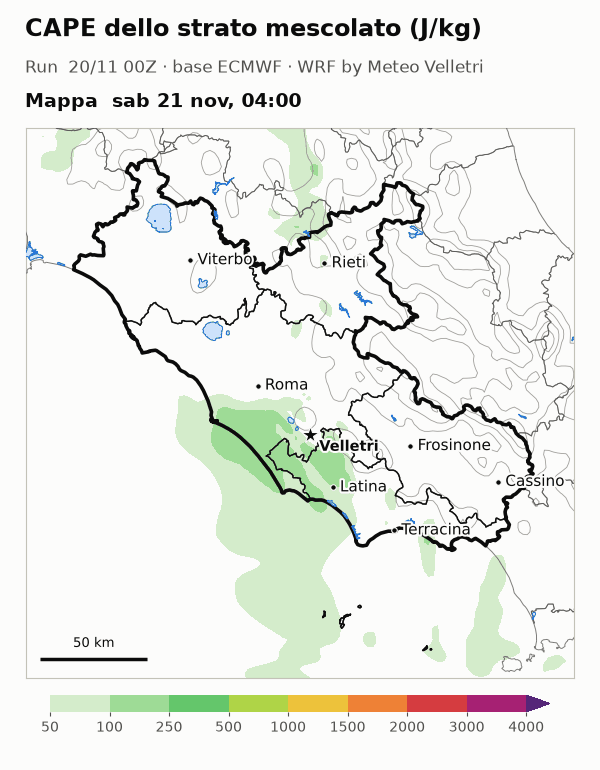 CAPE dello strato mescolato (J/kg)
Run  20/11 00Z · base ECMWF · WRF by Meteo Velletri
Mappa  sab 21 nov, 04:00
Viterbo
Rieti
Roma
Velletri
Frosinone
Latina
Cassino
Terracina
50 km
50 100 250 500 1000 1500 2000 3000 4000